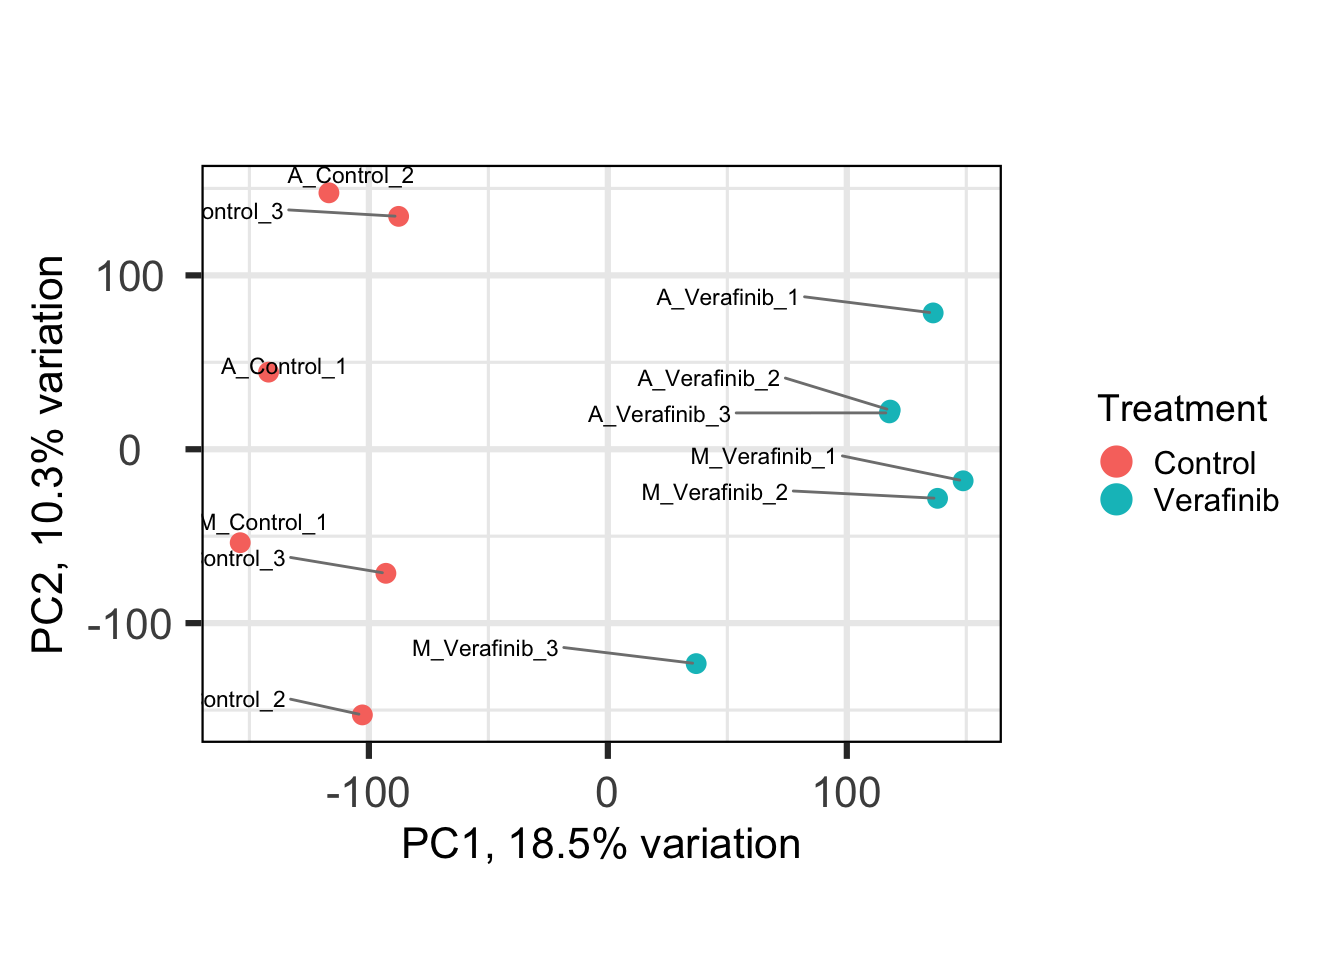 A_Control_2
ontrol_3
A_Verafinib_1
A_Control_1
A_Verafinib_2
A_Verafinib_3
M_Verafinib_1
M_Verafinib_2
M_Control_1
ontrol_3
M_Verafinib_3
ontrol_2
100
0
-100
PC2, 10.3% variation
-100 0 100
PC1, 18.5% variation
Treatment
Control
Verafinib